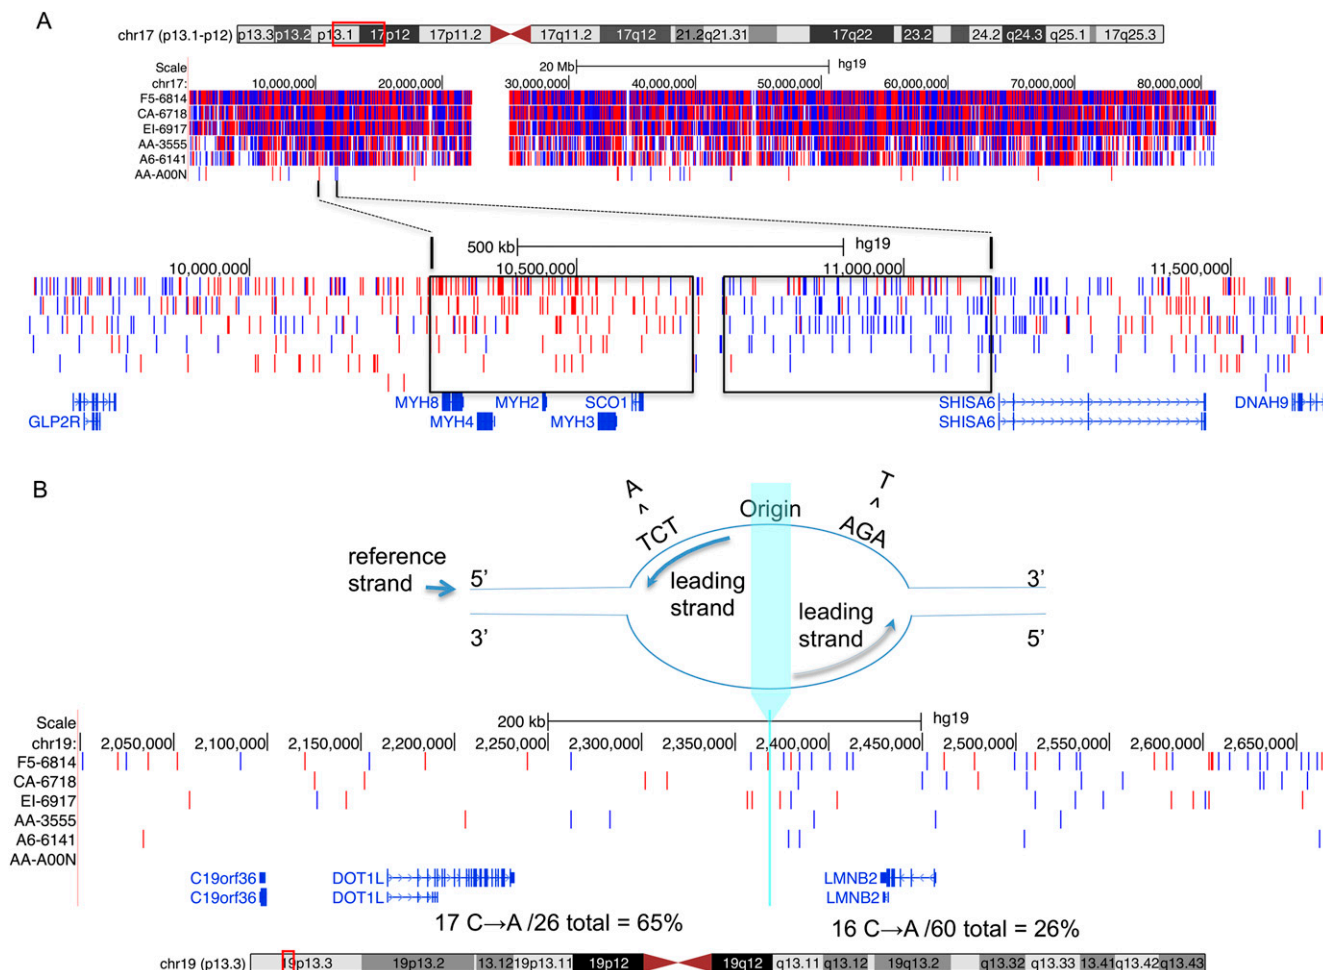 A
chr17 (p13.1-p12) p13.3 p13.2 p13.1 17p12 17p11.2 17q11.2 17q12 21.2 q21.31 17q22 23.2 24.2 q24.3 q25.1 17q25.3
Scale 20 Mb hg19
chr17: 10,000,000 20,000,000 30,000,000 40,000,000 50,000,000 60,000,000 70,000,000 80,000,000
F5-6814
CA-6718
EI-6917
AA-3555
A6-6141
AA-A00N
500 kb hg19
10,000,000 10,500,000 11,000,000 11,500,000
MYH8 MYH2 SCO1 SHISA6 DNAH9
GLP2R MYH4 MYH3 SHISA6
B
A ^ TCT
Origin
T ^ AGA
reference
strand
5' 3'
leading
strand
leading
strand
3' 5'
Scale 200 kb hg19
chr19: 2,050,000 2,100,000 2,150,000 2,200,000 2,250,000 2,300,000 2,350,000 2,400,000 2,450,000 2,500,000 2,550,000 2,600,000 2,650,000
F5-6814
CA-6718
EI-6917
AA-3555
A6-6141
AA-A00N
C19orf36 DOT1L LMNB2
C19orf36 DOT1L LMNB2
17 C→A /26 total = 65% 16 C→A /60 total = 26%
chr19 (p13.3) 19p13.3 19p13.2 13.12 19p13.11 19p12 19q12 q13.11 q13.12 19q13.2 q13.32 q13.33 13.41 q13.42 q13.43